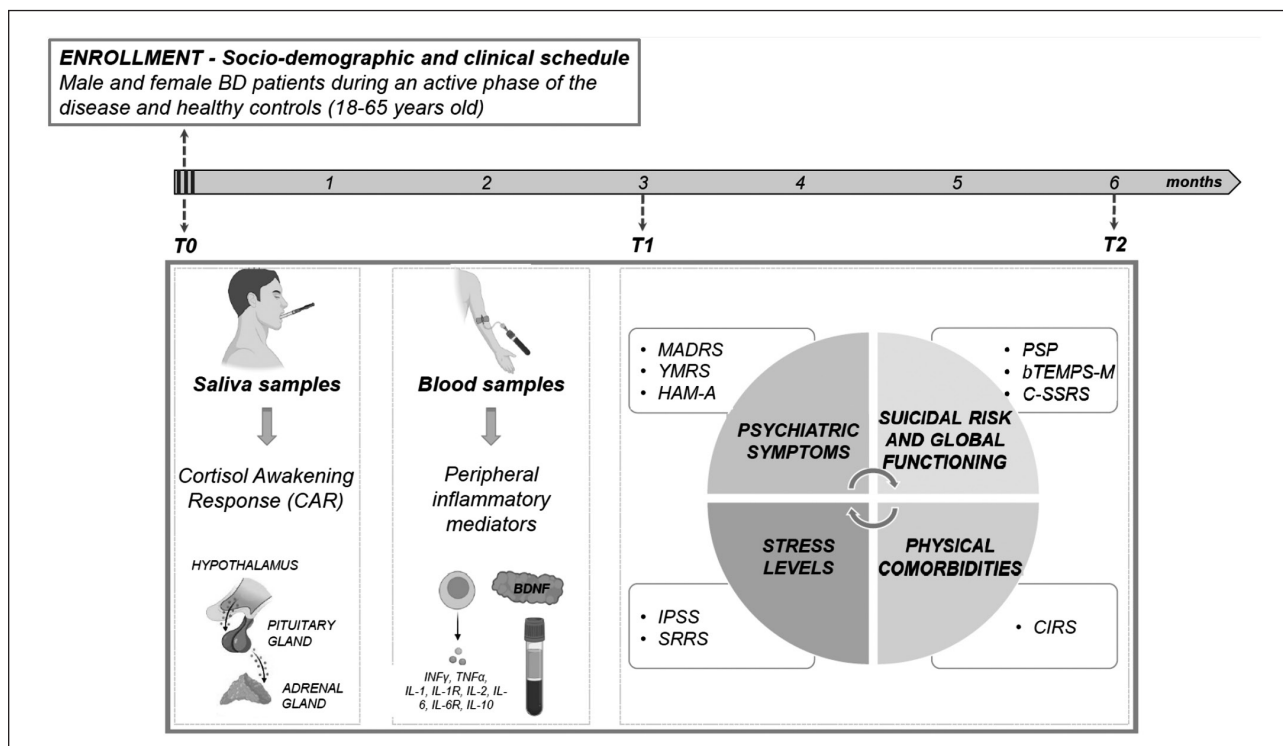 ENROLLMENT - Socio-demographic and clinical schedule
Male and female BD patients during an active phase of the
disease and healthy controls (18-65 years old)
1
2
3
4
5
6
months
T0
T1
T2
Saliva samples
Cortisol Awakening
Response (CAR)
HYPOTHALAMUS
PITUITARY
GLAND
ADRENAL
GLAND
Blood samples
Peripheral
inflammatory
mediators
BDNF
INFγ, TNFα,
IL-1, IL-1R, IL-2, IL-
6, IL-6R, IL-10
• MADRS
• YMRS
• HAM-A
• PSP
• bTEMPS-M
• C-SSRS
PSYCHIATRIC
SYMPTOMS
SUICIDAL RISK
AND GLOBAL
FUNCTIONING
STRESS
LEVELS
PHYSICAL
COMORBIDITIES
• IPSS
• SRRS
• CIRS